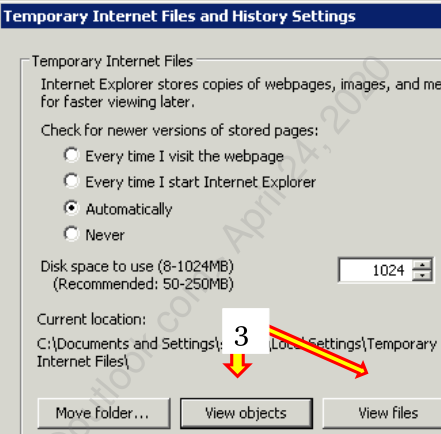 Temporary Internet Files and History Settings
Temporary Internet Files
Internet Explorer stores copies of webpages, images, and me
for faster viewing later.
Check for newer versions of stored pages:
Every time I visit the webpage
Every time I start Internet Explorer
Automatically
Never
Disk space to use (8-1024MB)
1024
(Recommended: 50-250MB)
Current location:
3
C:\Documents and Settings\ \Local Settings\Temporary
Internet Files\
Move folder... View objects View files
outlook.com - April 24, 2020